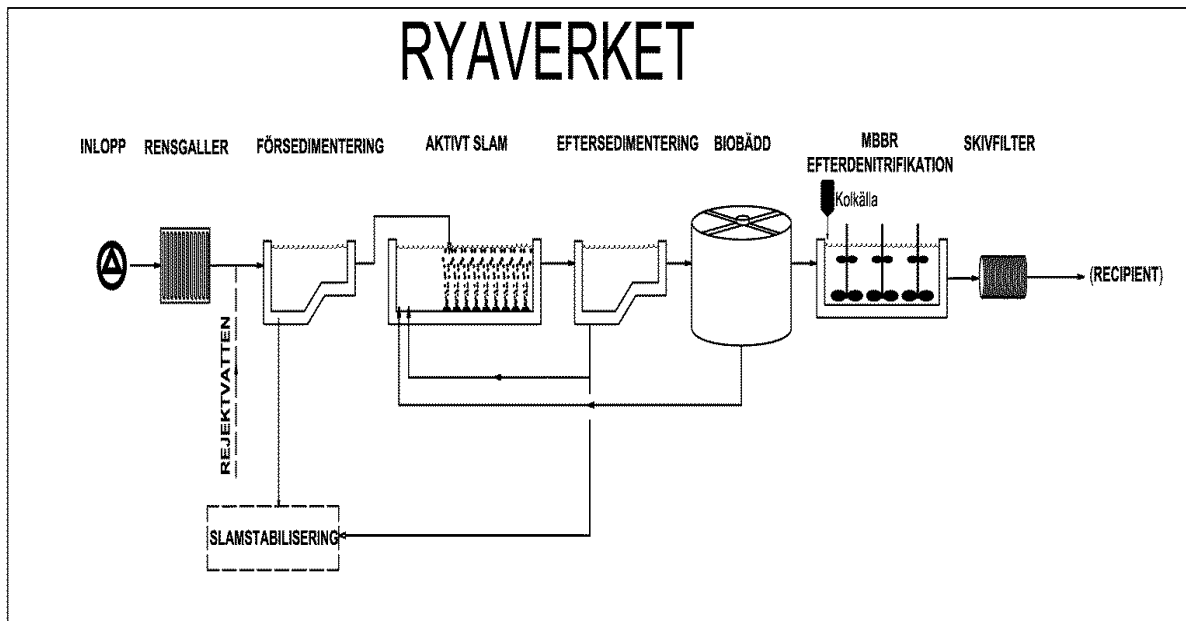 RYAVERKET
INLOPP
RENSGALLER
FÖRSEDIMENTERING
AKTIVT SLAM
EFTERSEDIMENTERING
BIOBÄDD
MBBR
EFTERDENITRIFIKATION
SKIVFILTER
Kolkälla
(RECIPIENT)
REJEKTVATTEN
SLAMSTABILISERING